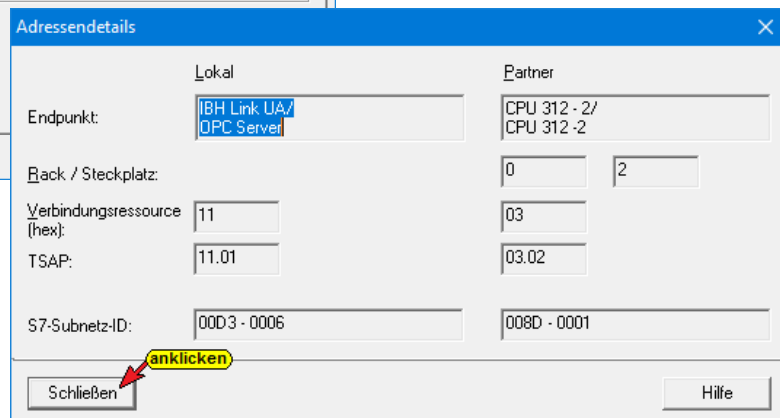 Adressendetails
Lokal Partner
Endpunkt: IBH Link UA/ CPU 312 - 2/
OPC Server CPU 312 -2
Rack / Steckplatz: 0 2
Verbindungsressource 11 03
(hex):
TSAP: 11.01 03.02
S7-Subnetz-ID: 00D3 - 0006 008D - 0001
anklicken
Schließen Hilfe